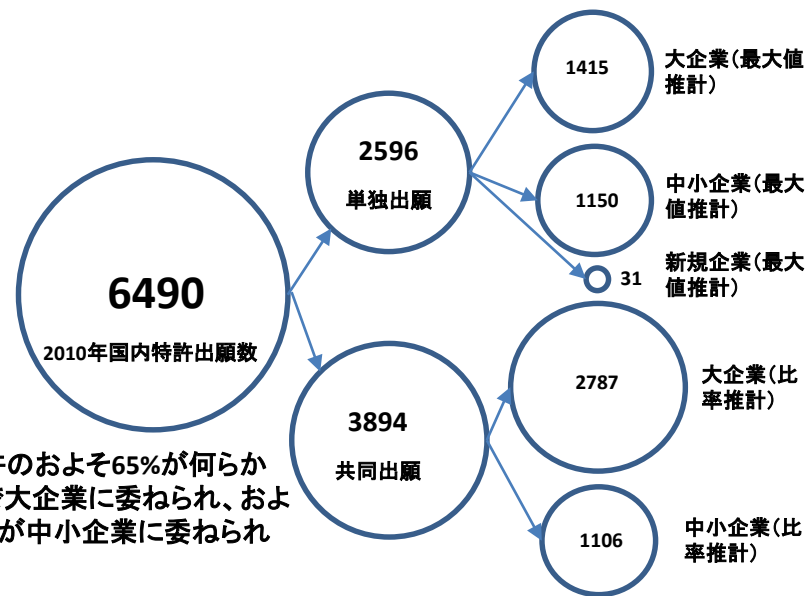 6490
2010年国内特許出願数
2596
単独出願
3894
共同出願
1415
大企業(最大値
推計)
1150
中小企業(最大
値推計)
31
新規企業(最大
値推計)
2787
大企業(比
率推計)
1106
中小企業(比
率推計)
のおよそ65%が何らか
大企業に委ねられ、およ
が中小企業に委ねられ